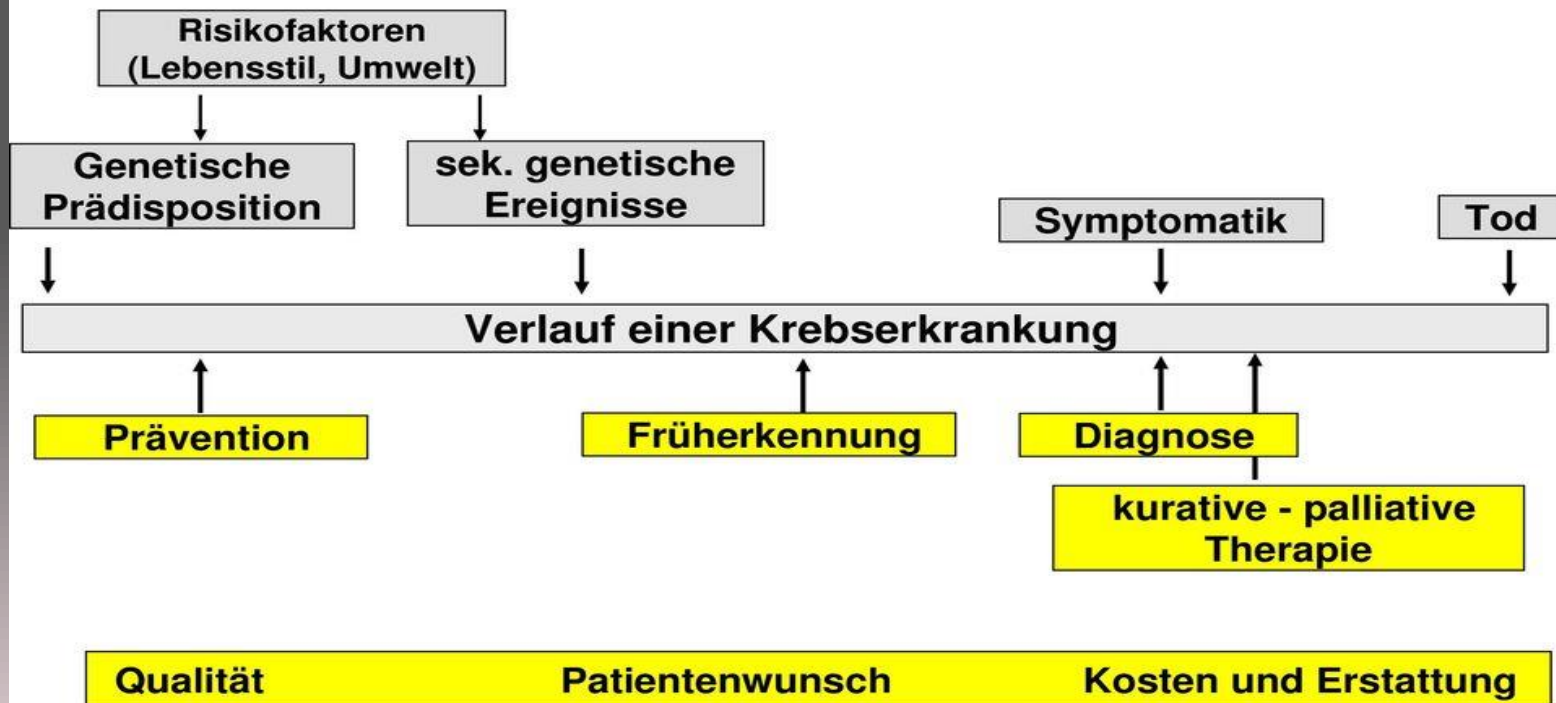 Risikofaktoren
(Lebensstil, Umwelt)
Genetische
Prädisposition
sek. genetische
Ereignisse
Symptomatik
Tod
Verlauf einer Krebserkrankung
Prävention
Früherkennung
Diagnose
kurative - palliative
Therapie
Qualität Patientenwunsch Kosten und Erstattung